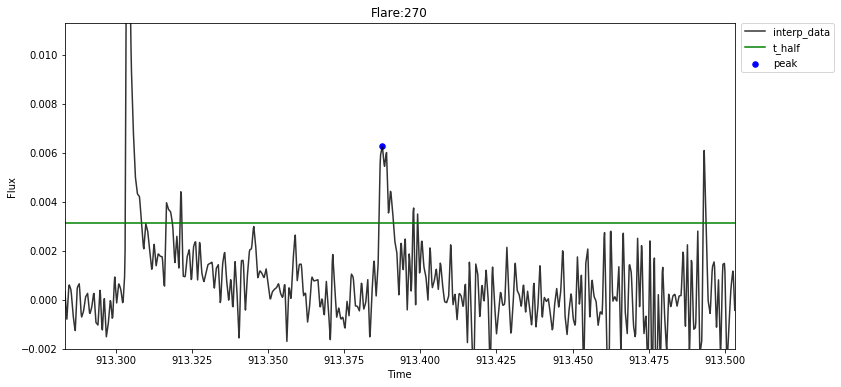 Flare:270
interp_data
t_half
peak
0.010
0.008
0.006
0.004
0.002
0.000
−0.002
Flux
913.300 913.325 913.350 913.375 913.400 913.425 913.450 913.475 913.500
Time